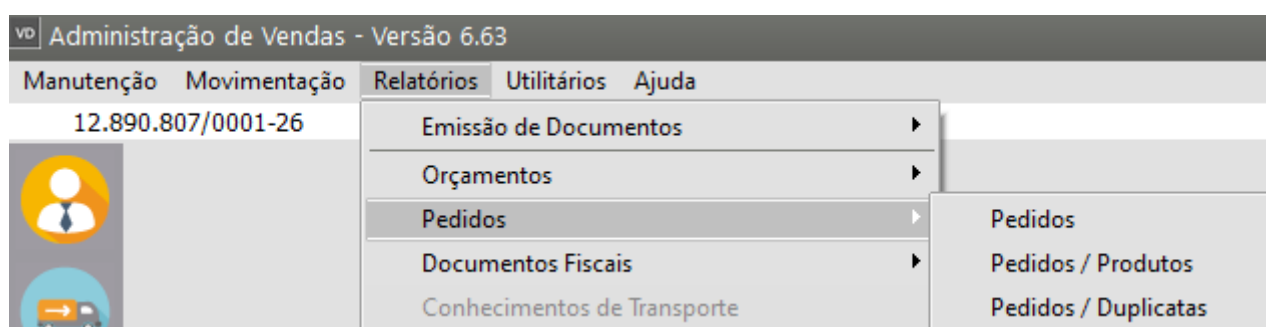 VD Administração de Vendas - Versão 6.63
Manutenção Movimentação Relatórios Utilitários Ajuda
12.890.807/0001-26
Emissão de Documentos
Orçamentos
Pedidos
Pedidos
Documentos Fiscais
Pedidos / Produtos
Conhecimentos de Transporte
Pedidos / Duplicatas